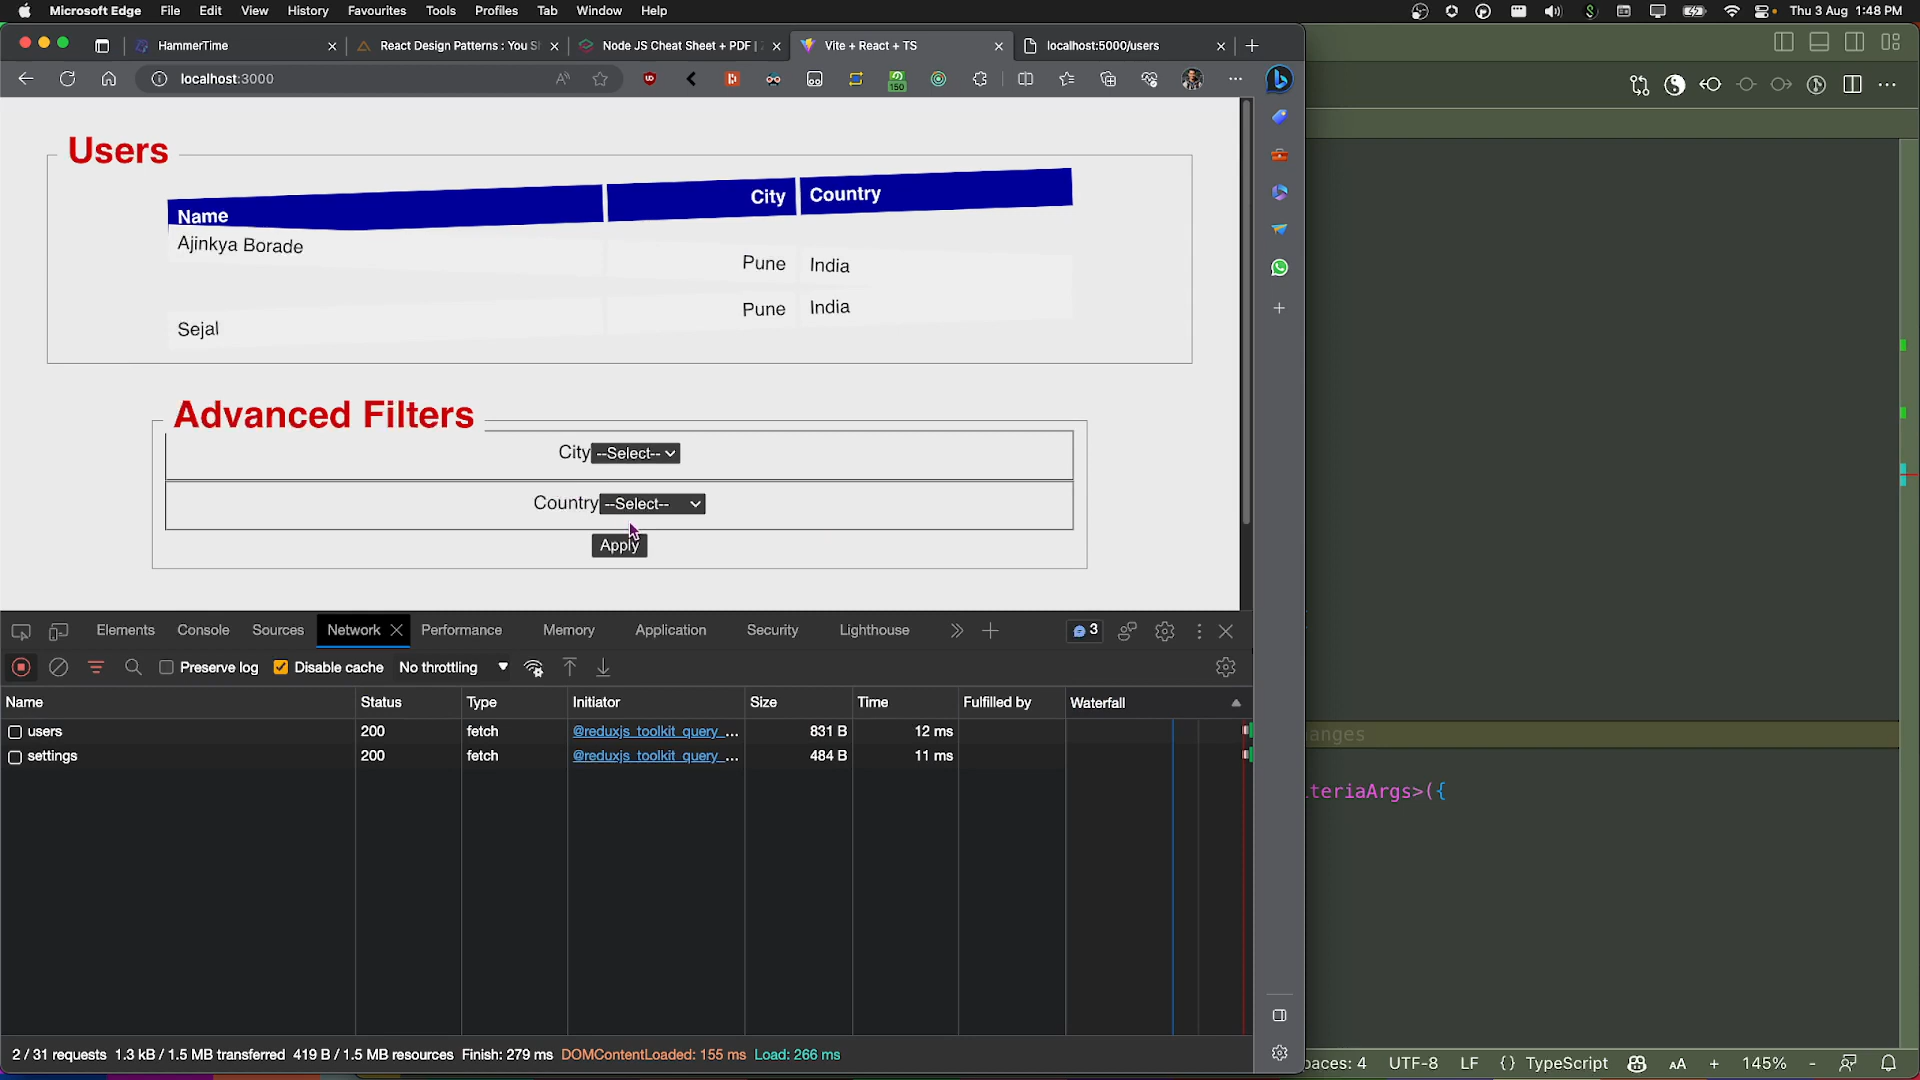 Microsoft Edge File Edit View History Favourites Tools Profiles Tab Window Help Thu 3 Aug 1:48 PM
HammerTime React Design Patterns : You S Node JS Cheat Sheet + PDF | Vite + React + TS localhost:5000/users
localhost:3000 150
Users
Name City Country
Ajinkya Borade Pune India
Sejal Pune India
Advanced Filters
City --Select--
Country --Select--
Apply
Elements Console Sources Network Performance Memory Application Security Lighthouse 3
Preserve log Disable cache No throttling
Name Status Type Initiator Size Time Fulfilled by Waterfall
users 200 fetch @reduxjs_toolkit_query_... 831 B 12 ms
settings 200 fetch @reduxjs_toolkit_query_... 484 B 11 ms
2 / 31 requests 1.3 kB / 1.5 MB transferred 419 B / 1.5 MB resources Finish: 279 ms DOMContentLoaded: 155 ms Load: 266 ms
anges
teriaArgs>({
paces: 4 UTF-8 LF {} TypeScript AA + 145% -